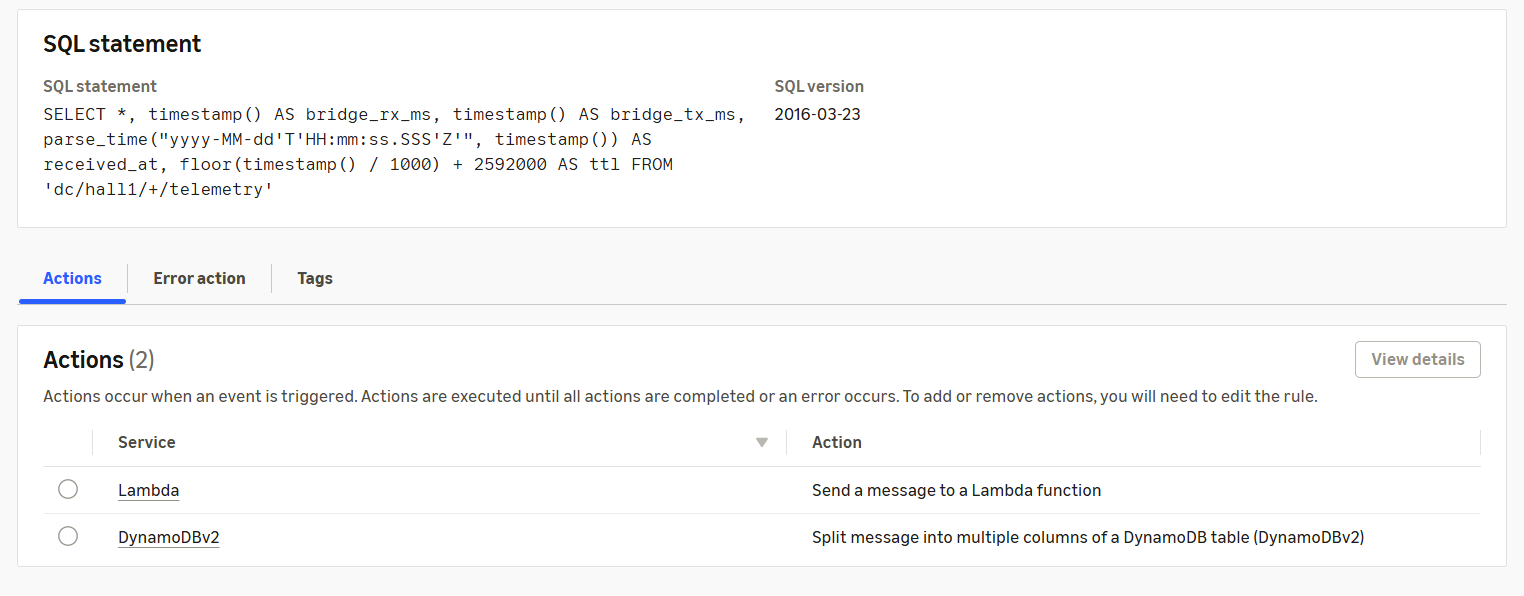 SQL statement
SQL statement
SQL version
SELECT *, timestamp() AS bridge_rx_ms, timestamp() AS bridge_tx_ms,
2016-03-23
parse_time("yyyy-MM-dd'T'HH:mm:ss.SSS'Z'", timestamp()) AS
received_at, floor(timestamp() / 1000) + 2592000 AS ttl FROM
'dc/hall1/+/telemetry'
Actions
Error action
Tags
Actions (2)
View details
Actions occur when an event is triggered. Actions are executed until all actions are completed or an error occurs. To add or remove actions, you will need to edit the rule.
Service
Action
Lambda
Send a message to a Lambda function
DynamoDBv2
Split message into multiple columns of a DynamoDB table (DynamoDBv2)